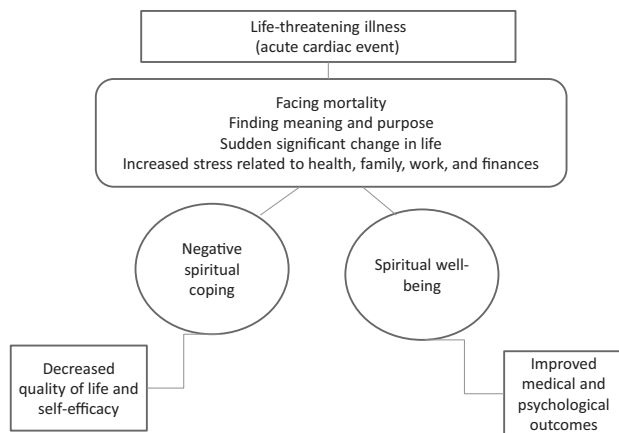 Life-threatening illness
(acute cardiac event)
Facing mortality
Finding meaning and purpose
Sudden significant change in life
Increased stress related to health, family, work, and finances
Negative
spiritual
coping
Spiritual well-
being
Decreased
quality of life and
self-efficacy
Improved
medical and
psychological
outcomes